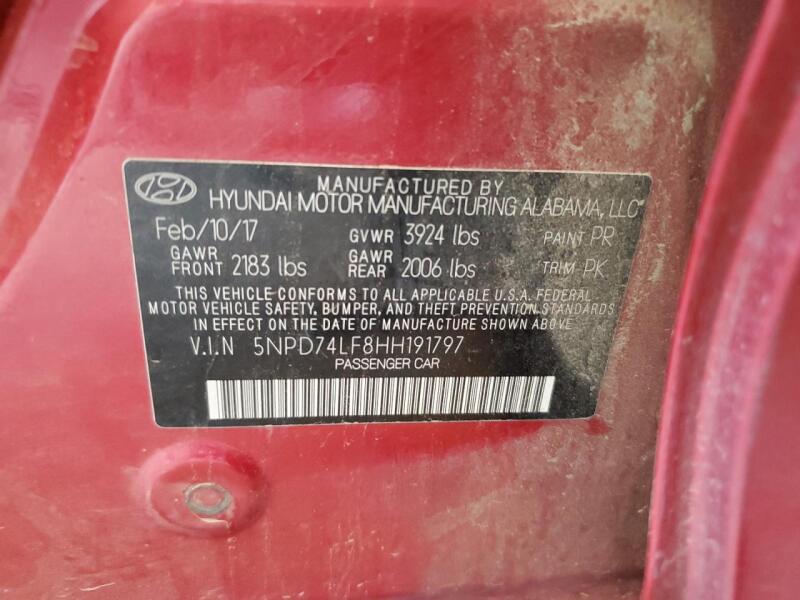 MANUFACTURED BY
HYUNDAI MOTOR MANUFACTURING ALABAMA, LLC
Feb/10/17 GVWR 3924 lbs PAINT PR
GAWR FRONT 2183 lbs GAWR REAR 2006 lbs TRIM PK
THIS VEHICLE CONFORMS TO ALL APPLICABLE U.S.A. FEDERAL
MOTOR VEHICLE SAFETY, BUMPER, AND THEFT PREVENTION STANDARDS
IN EFFECT ON THE DATE OF MANUFACTURE SHOWN ABOVE.
V.I.N 5NPD74LF8HH191797
PASSENGER CAR